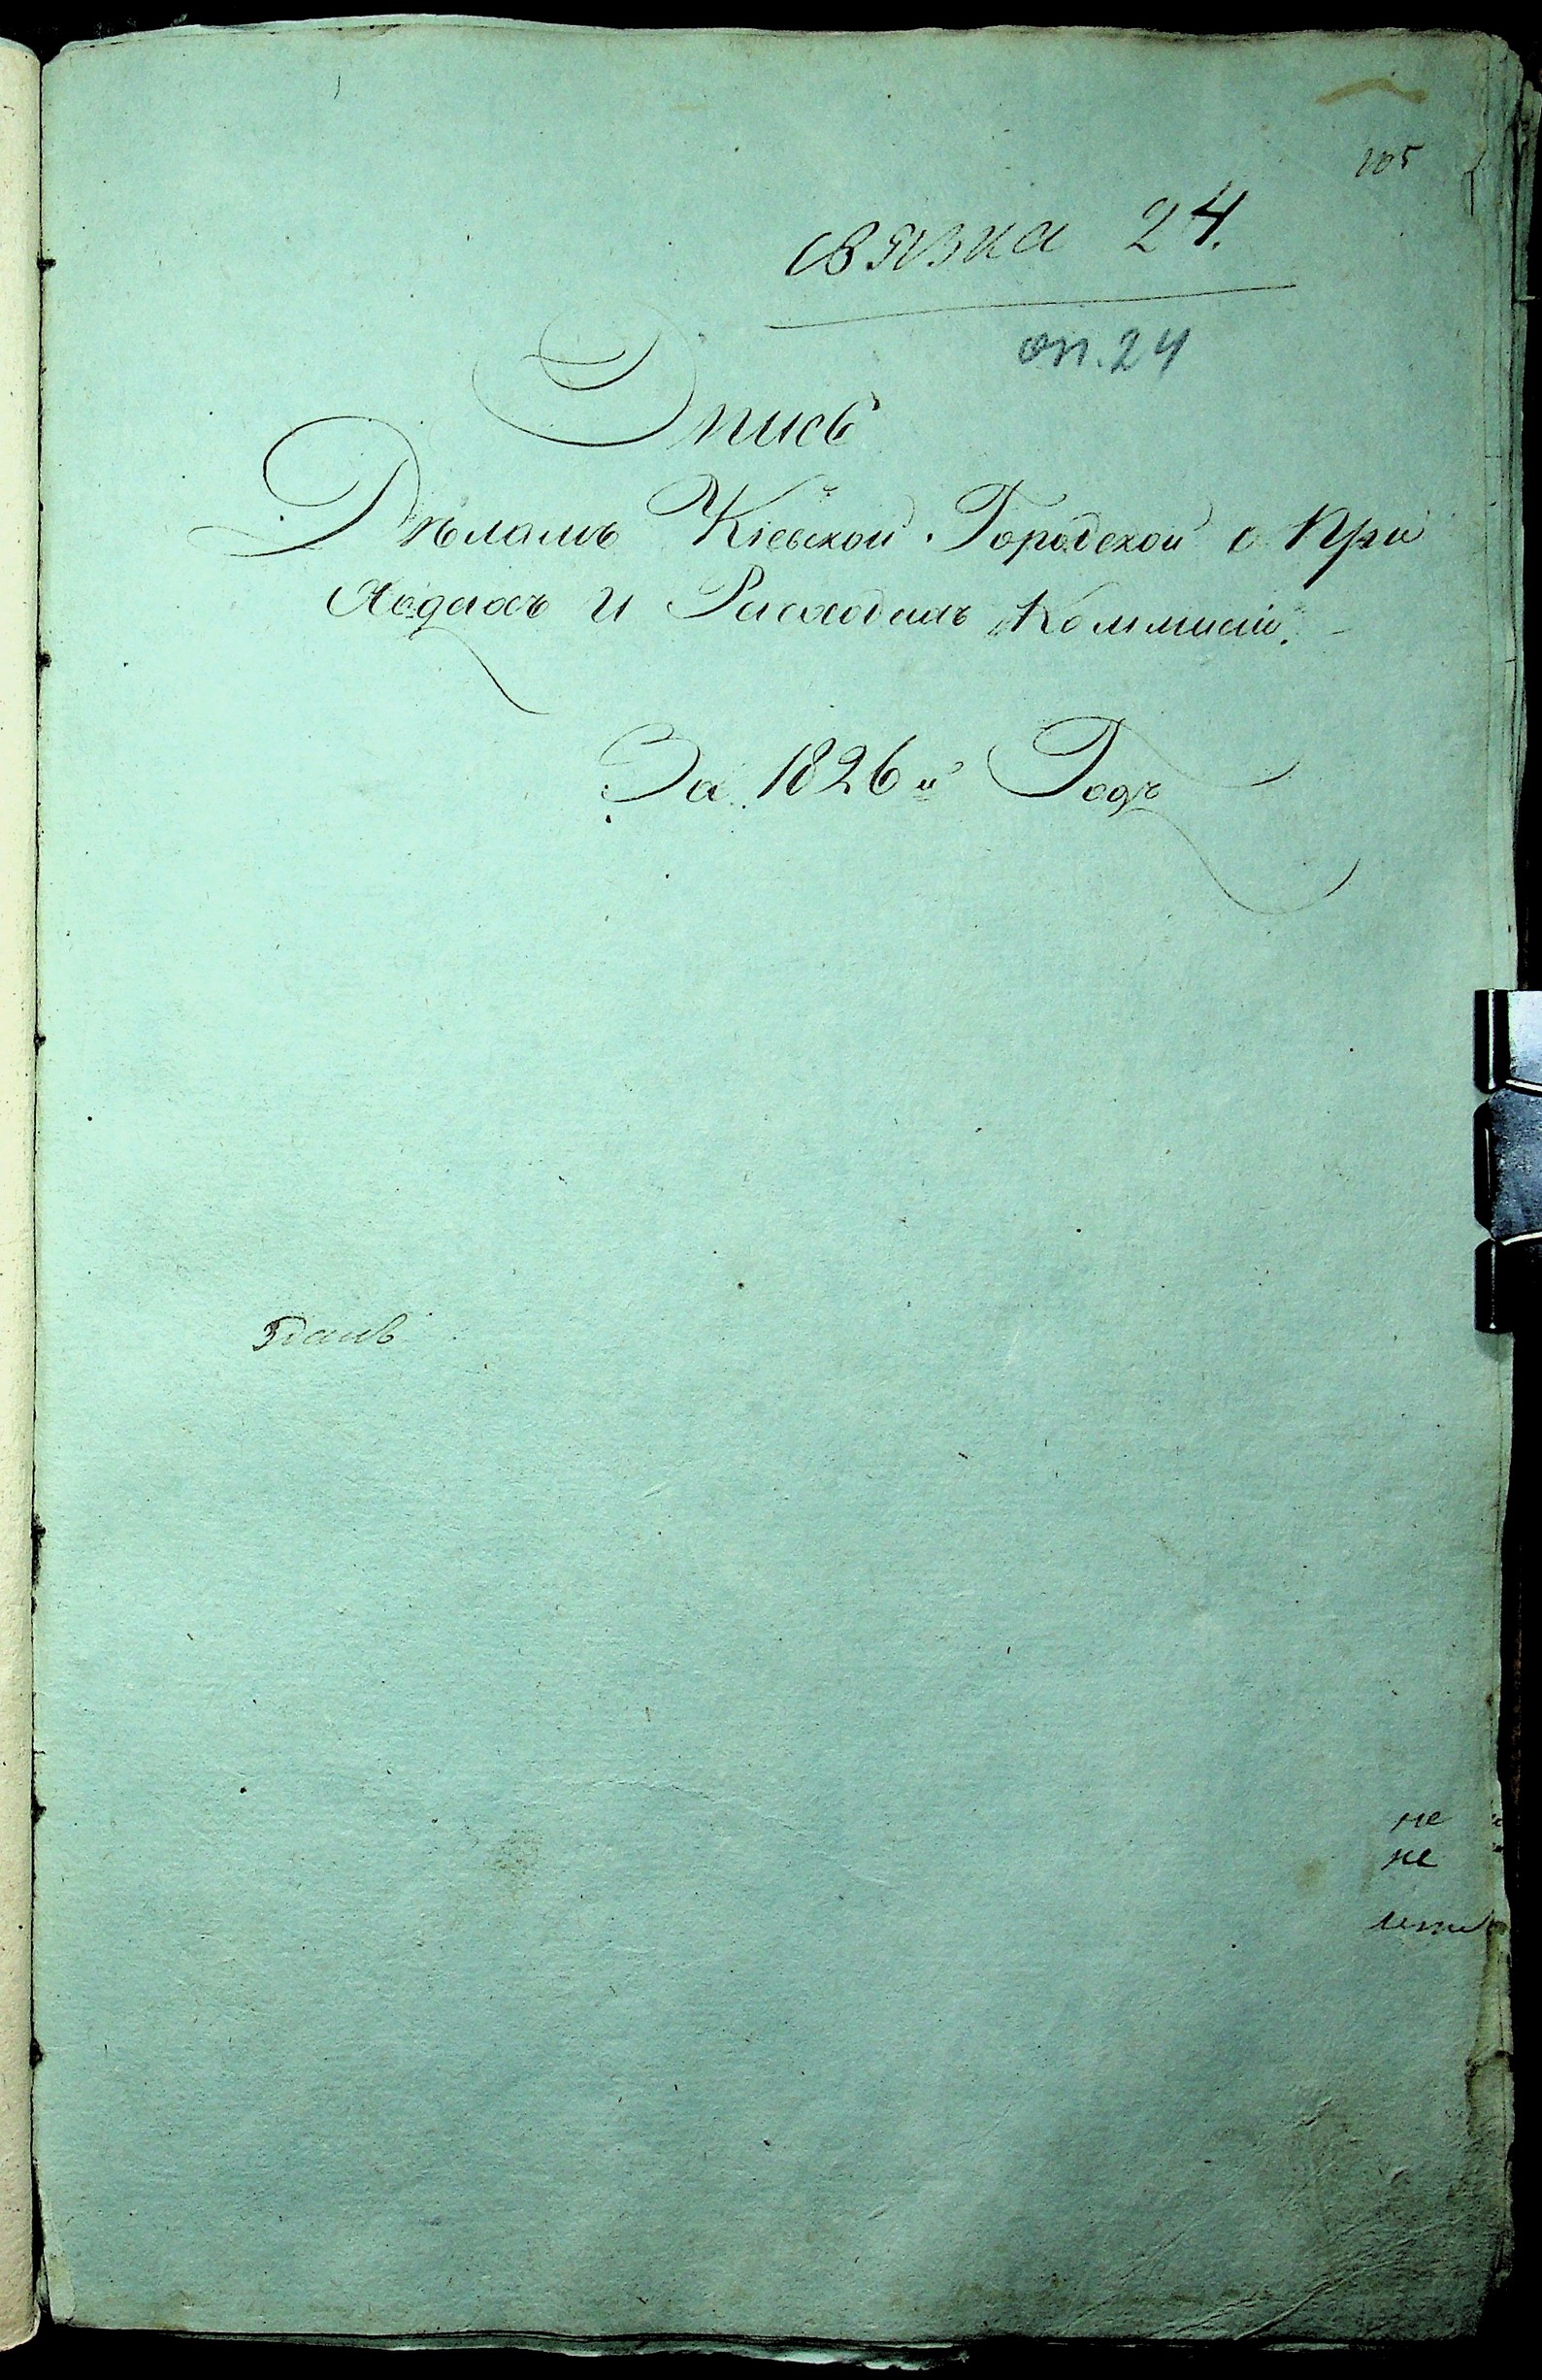 105
связка 24.
оп. 24
Опись
Дѣламъ Кіевской Городской о При
ходахъ и Расходахъ Коммисіи.
За 1826й Годъ
не
не